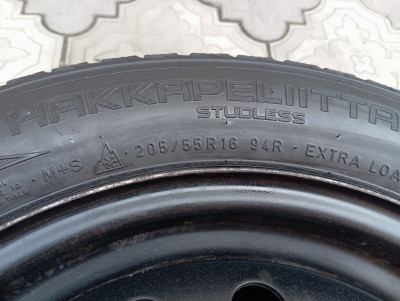 HAKKAPELIITTA
STUDLESS
M+S 205/55R16 94R - EXTRA LOA